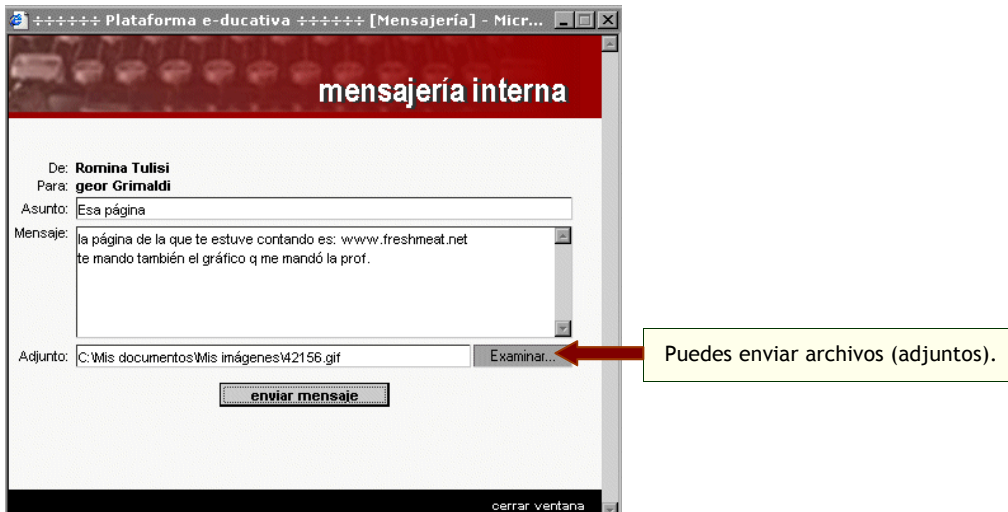 ÷÷÷÷÷÷ Plataforma e-ducativa ÷÷÷÷÷÷ [Mensajería] - Micr...
mensajería interna
De: Romina Tulisi
Para: geor Grimaldi
Asunto: Esa página
Mensaje: la página de la que te estuve contando es: www.freshmeat.net
te mando también el gráfico q me mandó la prof.
Adjunto: C:\Mis documentos\Mis imágenes\42156.gif Examinar...
Puedes enviar archivos (adjuntos).
enviar mensaje
cerrar ventana